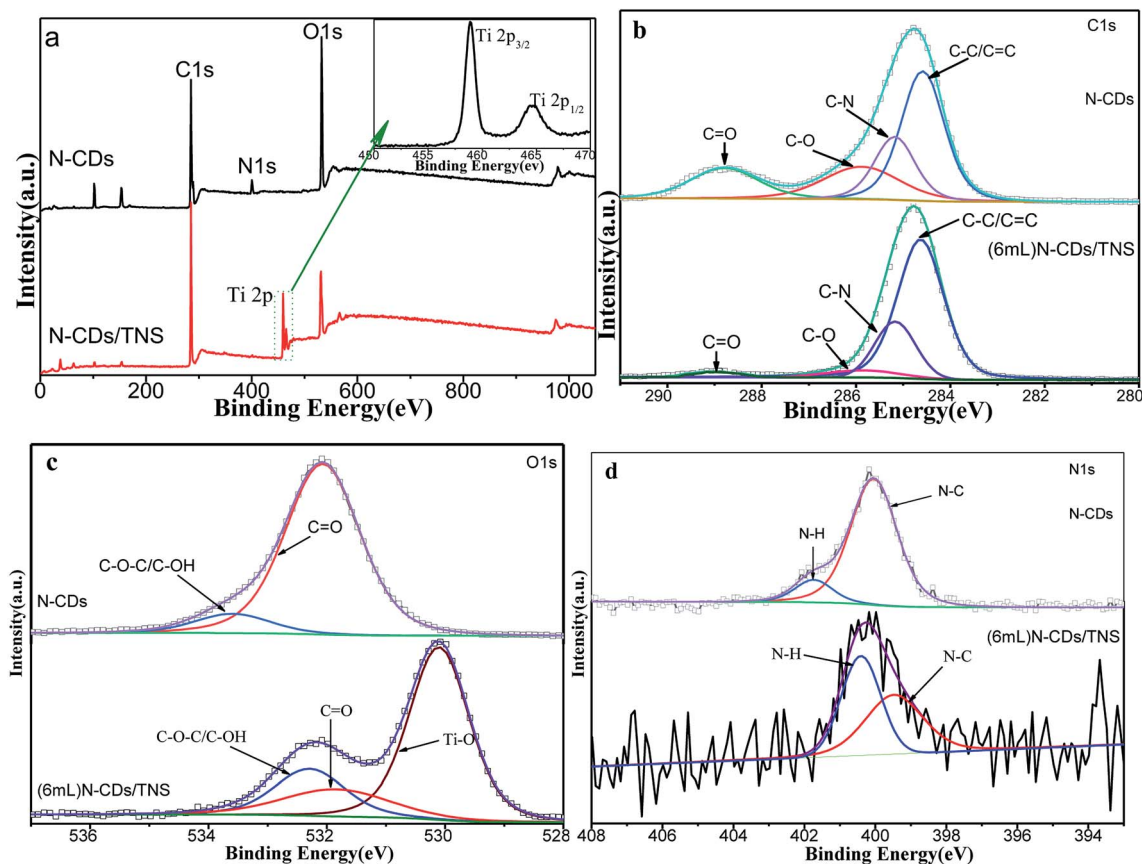 a
O1s
C1s
N-CDs
N1s
Ti 2p
N-CDs/TNS
Ti 2p3/2
Ti 2p1/2
450 455 460 465 470
Binding Energy(ev)
Intensity(a.u.)
0 200 400 600 800 1000
Binding Energy(eV)
b
C1s
C-C/C=C
N-CDs
C-N
C-O
C=O
C-C/C=C
(6mL)N-CDs/TNS
C-N
C-O
C=O
Intensity(a.u.)
290 288 286 284 282 280
Binding Energy(eV)
c
O1s
C=O
C-O-C/C-OH
N-CDs
C=O
C-O-C/C-OH
Ti-O
(6mL)N-CDs/TNS
Intensity(a.u.)
536 534 532 530 528
Binding Energy(eV)
d
N1s
N-C
N-CDs
N-H
(6mL)N-CDs/TNS
N-H
N-C
Intensity(a.u.)
408 406 404 402 400 398 396 394
Binding Energy(eV)